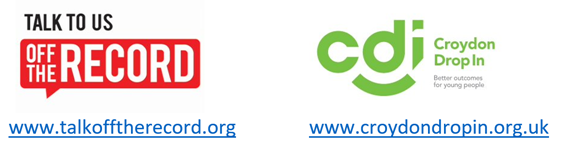 TALK TO US
OFF THE RECORD
www.talkofftherecord.org
cdi
Croydon
Drop In
Better outcomes
for young people
www.croydondropin.org.uk